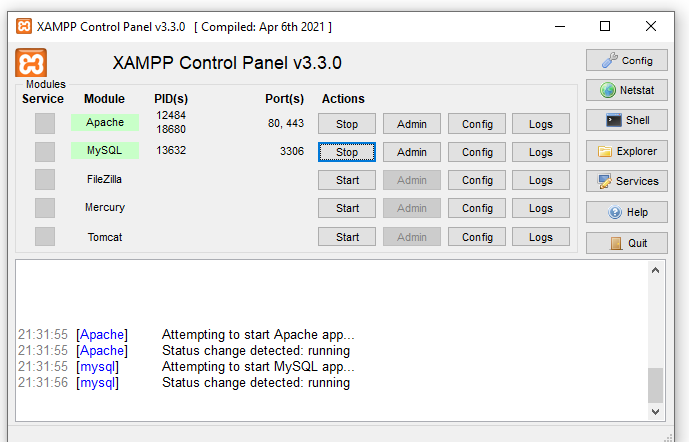 XAMPP Control Panel v3.3.0 [ Compiled: Apr 6th 2021 ]
XAMPP Control Panel v3.3.0
Config
Modules
Service Module PID(s) Port(s) Actions
Netstat
Apache 12484 18680 80, 443 Stop Admin Config Logs
Shell
MySQL 13632 3306 Stop Admin Config Logs
Explorer
FileZilla Start Admin Config Logs
Services
Mercury Start Admin Config Logs
Help
Tomcat Start Admin Config Logs
Quit
21:31:55 [Apache] Attempting to start Apache app...
21:31:55 [Apache] Status change detected: running
21:31:55 [mysql] Attempting to start MySQL app...
21:31:56 [mysql] Status change detected: running